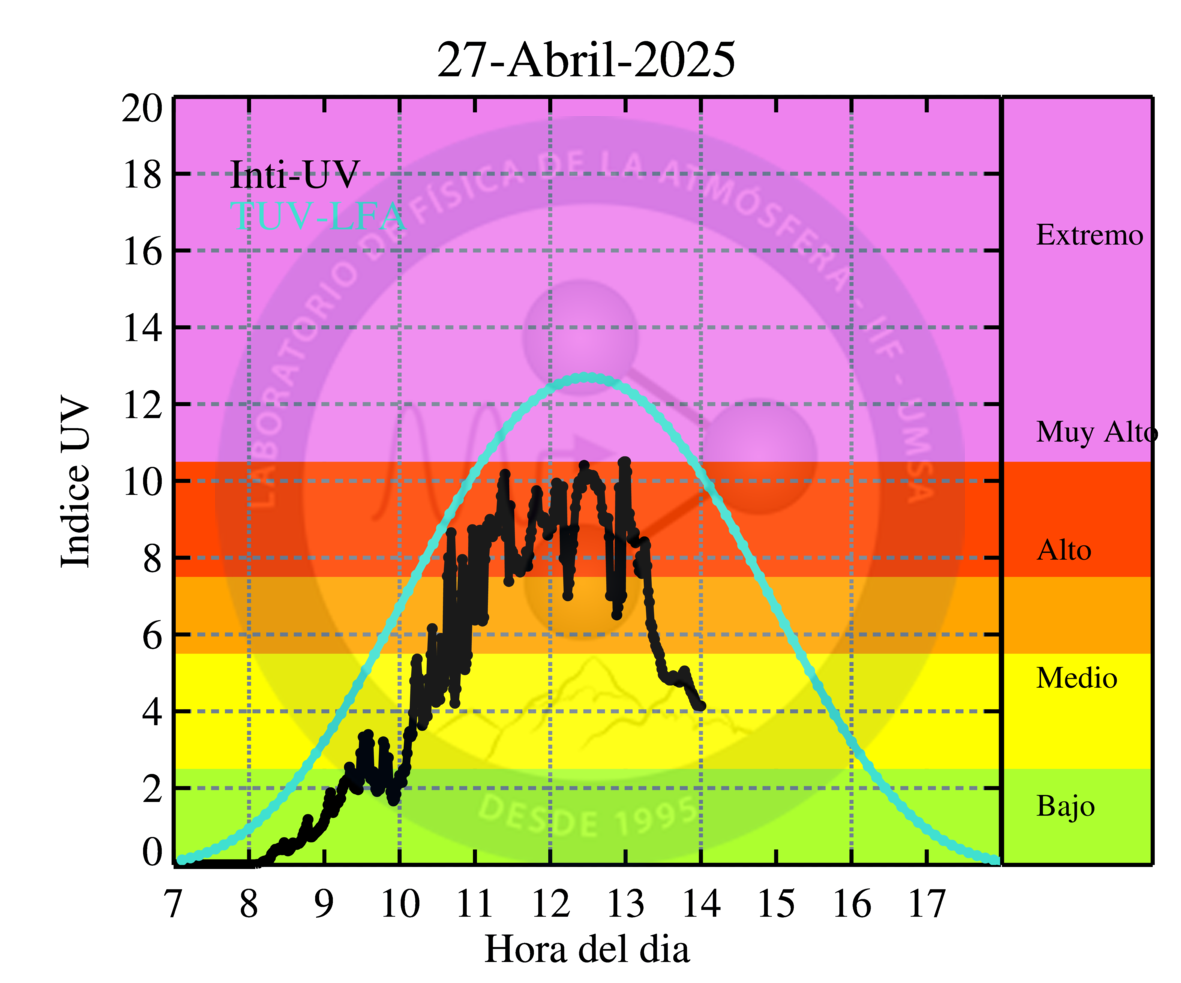 27-Abril-2025
20
18
16
14
12
10
8
6
4
2
0
Indice UV
Inti-UV
TUV-LFA
LABORATORIO DE FÍSICA DE LA ATMÓSFERA - IIF - UMSA
DESDE 1995
Extremo
Muy Alto
Alto
Medio
Bajo
7 8 9 10 11 12 13 14 15 16 17
Hora del dia